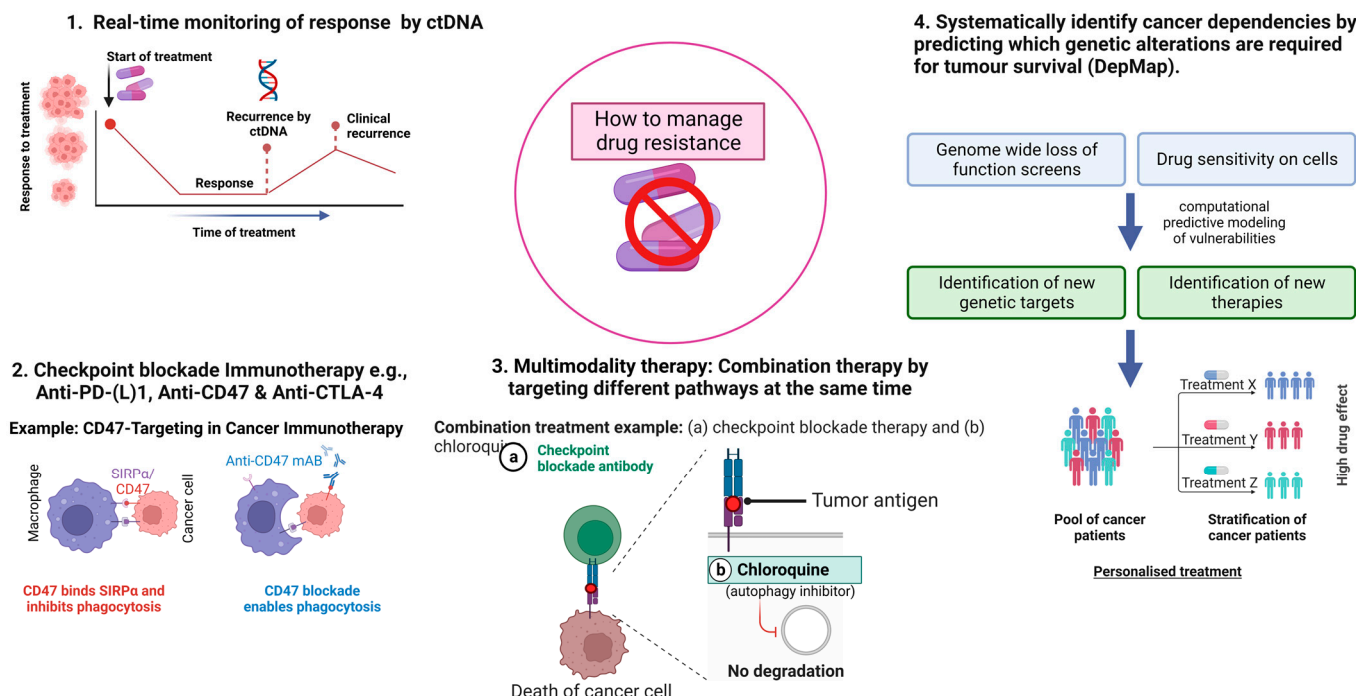 1. Real-time monitoring of response by ctDNA
Start of treatment
Response to treatment
Recurrence by
ctDNA
Clinical
recurrence
Response
Time of treatment
How to manage
drug resistance
4. Systematically identify cancer dependencies by
predicting which genetic alterations are required
for tumour survival (DepMap).
Genome wide loss of
function screens
Drug sensitivity on cells
computational
predictive modeling
of vulnerabilities
Identification of new
genetic targets
Identification of new
therapies
Treatment X
Treatment Y
Treatment Z
High drug effect
Pool of cancer
patients
Stratification of
cancer patients
Personalised treatment
2. Checkpoint blockade Immunotherapy e.g.,
Anti-PD-(L)1, Anti-CD47 & Anti-CTLA-4
Example: CD47-Targeting in Cancer Immunotherapy
Macrophage
SIRPα/
CD47
Cancer cell
Anti-CD47 mAB
CD47 binds SIRPα and
inhibits phagocytosis
CD47 blockade
enables phagocytosis
3. Multimodality therapy: Combination therapy by
targeting different pathways at the same time
Combination treatment example: (a) checkpoint blockade therapy and (b)
chloroqui
a
Checkpoint
blockade antibody
Tumor antigen
b Chloroquine
(autophagy inhibitor)
No degradation
Death of cancer cell